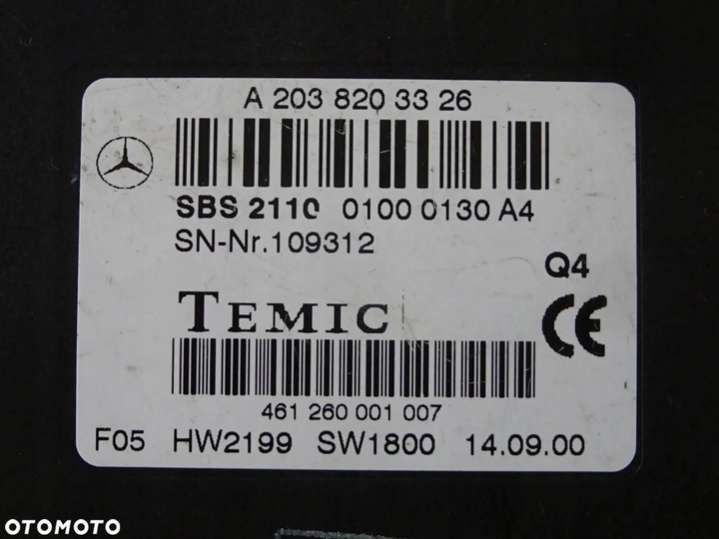 A 203 820 33 26
SBS 2110 0100 0130 A4
SN-Nr.109312
Q4
TEMIC
CE
461 260 001 007
F05 HW2199 SW1800 14.09.00
OTOMOTO